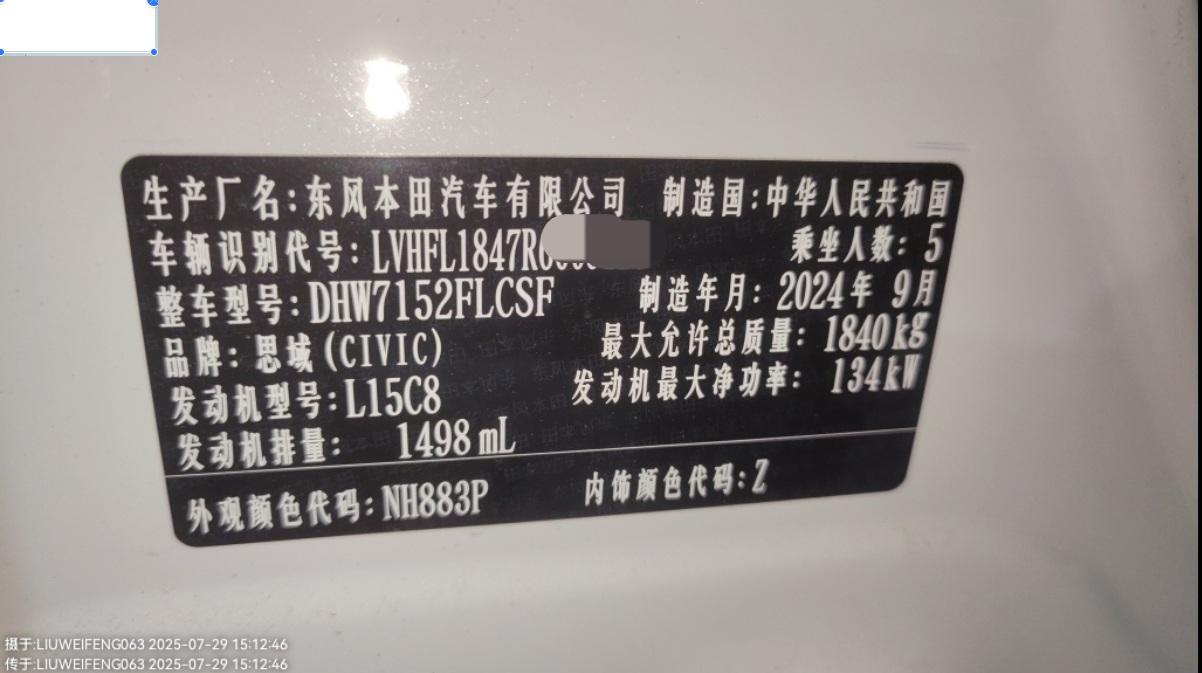 生产厂名:东风本田汽车有限公司 制造国:中华人民共和国
车辆识别代号:LVHFL1847R 乘坐人数:5
整车型号:DHW7152FLCSF 制造年月:2024年 9月
品牌:思域(CIVIC) 最大允许总质量:1840kg
发动机型号:L15C8 发动机最大净功率:134kW
发动机排量: 1498mL
外观颜色代码:NH883P 内饰颜色代码:Z
摄于:LIUWEIFENG063 2025-07-29 15:12:46
传于:LIUWEIFENG063 2025-07-29 15:12:46